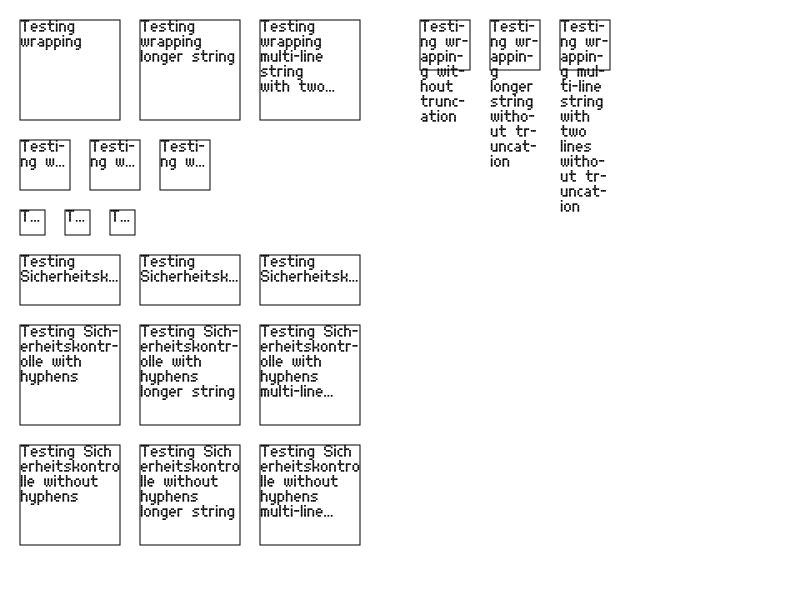 Testing
wrapping
Testing
wrapping
longer string
Testing
wrapping
multi-line
string
with two...
Testi-
ng wr-
appin-
g wit-
hout
trunc-
ation
Testi-
ng wr-
appin-
g
longer
string
witho-
ut tr-
uncat-
ion
Testi-
ng wr-
appin-
g mul-
ti-line
string
with
two
lines
witho-
ut tr-
uncat-
ion
Testi-
ng w...
Testi-
ng w...
Testi-
ng w...
T...
T...
T...
Testing
Sicherheitsk...
Testing
Sicherheitsk...
Testing
Sicherheitsk...
Testing Sich-
erheitskontr-
olle with
hyphens
Testing Sich-
erheitskontr-
olle with
hyphens
longer string
Testing Sich-
erheitskontr-
olle with
hyphens
multi-line...
Testing Sich
erheitskontro
lle without
hyphens
Testing Sich
erheitskontro
lle without
hyphens
longer string
Testing Sich
erheitskontro
lle without
hyphens
multi-line...